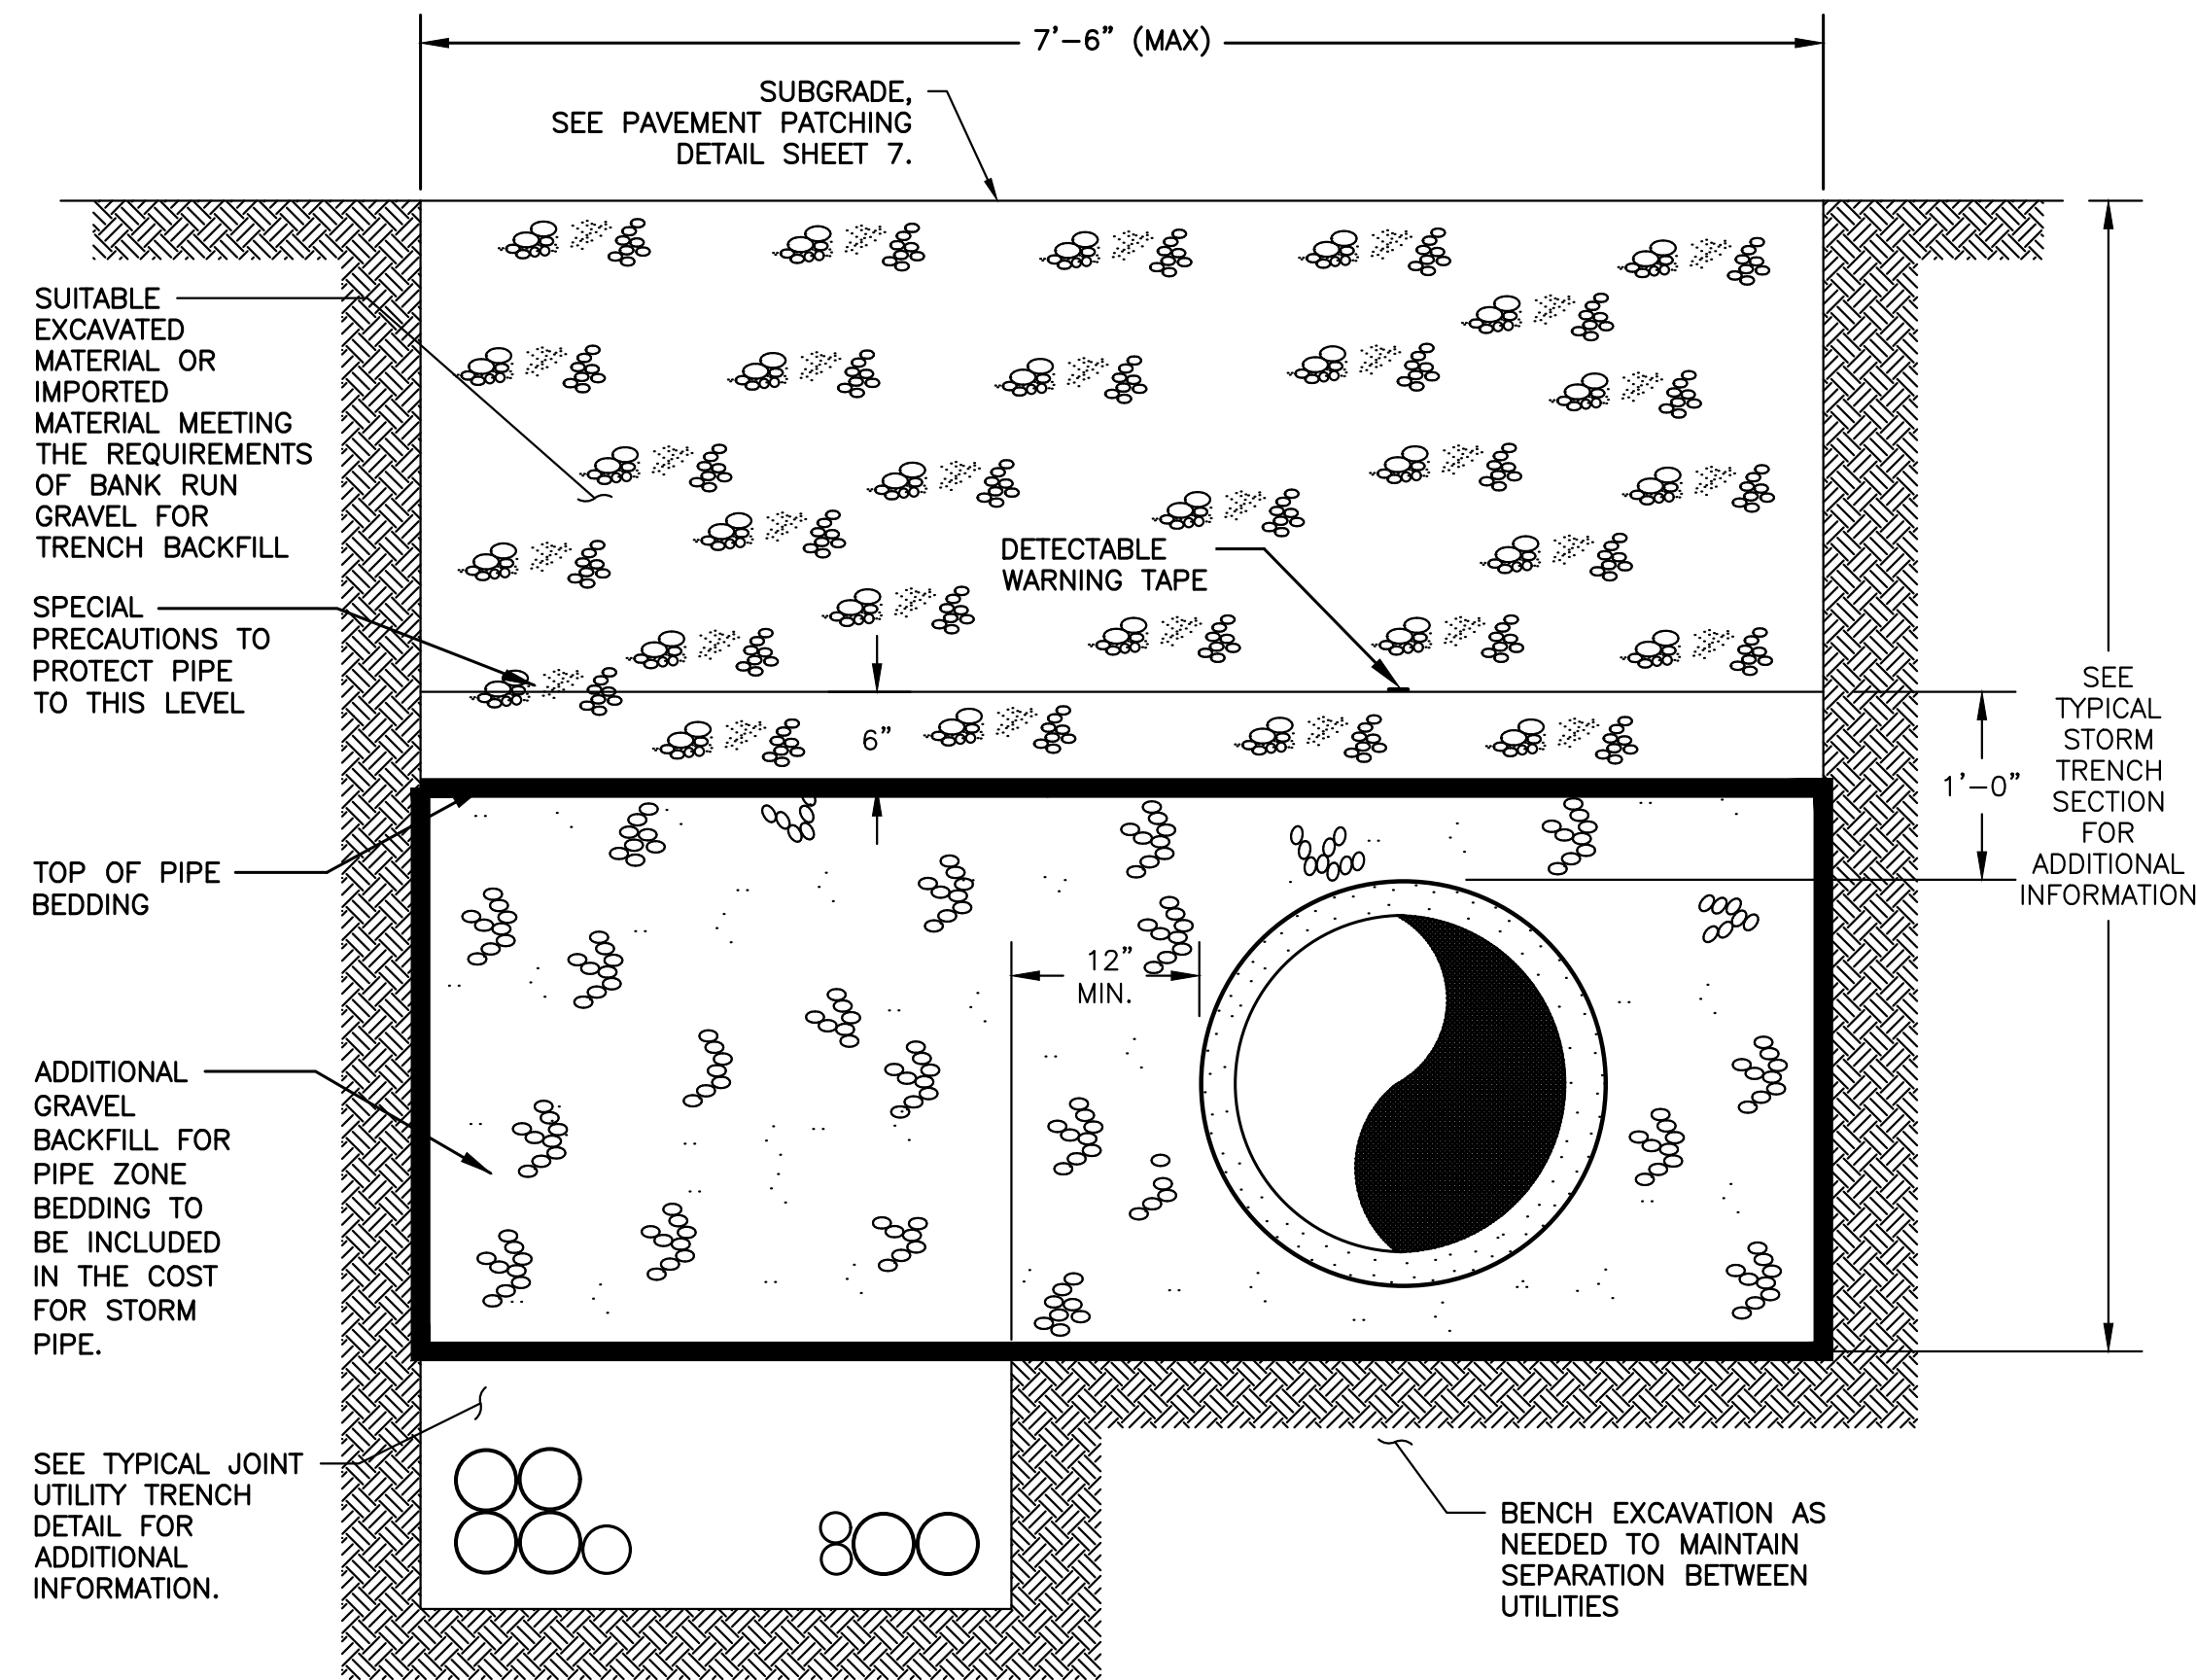 7'-6" (MAX)
SUBGRADE,
SEE PAVEMENT PATCHING
DETAIL SHEET 7.
SUITABLE
EXCAVATED
MATERIAL OR
IMPORTED
MATERIAL MEETING
THE REQUIREMENTS
OF BANK RUN
GRAVEL FOR
TRENCH BACKFILL
DETECTABLE
WARNING TAPE
SPECIAL
PRECAUTIONS TO
PROTECT PIPE
TO THIS LEVEL
6"
1'-0"
SEE
TYPICAL
STORM
TRENCH
SECTION
FOR
ADDITIONAL
INFORMATION
TOP OF PIPE
BEDDING
12"
MIN.
ADDITIONAL
GRAVEL
BACKFILL FOR
PIPE ZONE
BEDDING TO
BE INCLUDED
IN THE COST
FOR STORM
PIPE.
SEE TYPICAL JOINT
UTILITY TRENCH
DETAIL FOR
ADDITIONAL
INFORMATION.
BENCH EXCAVATION AS
NEEDED TO MAINTAIN
SEPARATION BETWEEN
UTILITIES